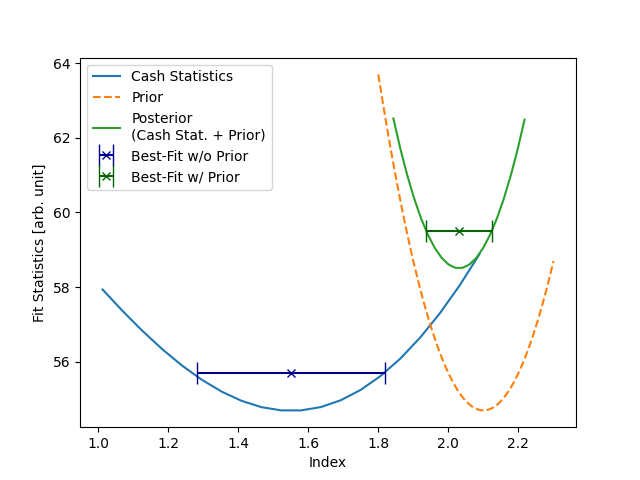 Cash Statistics
Prior
Posterior
(Cash Stat. + Prior)
Best-Fit w/o Prior
Best-Fit w/ Prior
64
62
60
58
56
Fit Statistics [arb. unit]
1.0 1.2 1.4 1.6 1.8 2.0 2.2
Index